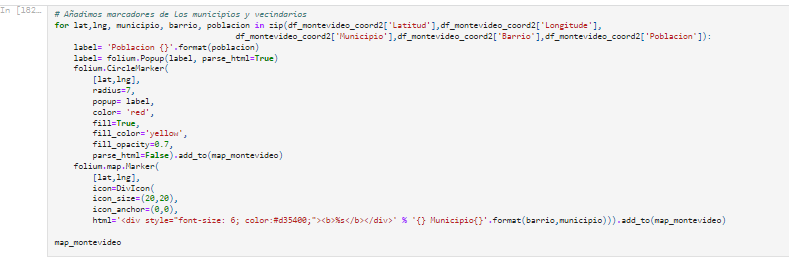 In [182...
# Añadimos marcadores de Los municipios y vecindarios
for lat,lng, municipio, barrio, poblacion in zip(df_montevideo_coord2['Latitud'],df_montevideo_coord2['Longitude'],
df_montevideo_coord2['Municipio'],df_montevideo_coord2['Barrio'],df_montevideo_coord2['Poblacion']):
label= 'Poblacion {}'.format(poblacion)
label= folium.Popup(label, parse_html=True)
folium.CircleMarker(
[lat,lng],
radius=7,
popup= label,
color= 'red',
fill=True,
fill_color='yellow',
fill_opacity=0.7,
parse_html=False).add_to(map_montevideo)
folium.map.Marker(
[lat,lng],
icon=DivIcon(
icon_size=(20,20),
icon_anchor=(0,0),
html='<div style="font-size: 6; color:#d35400;"><b>%s</b></div>' % '{} Municipio{}'.format(barrio,municipio))).add_to(map_montevideo)
map_montevideo